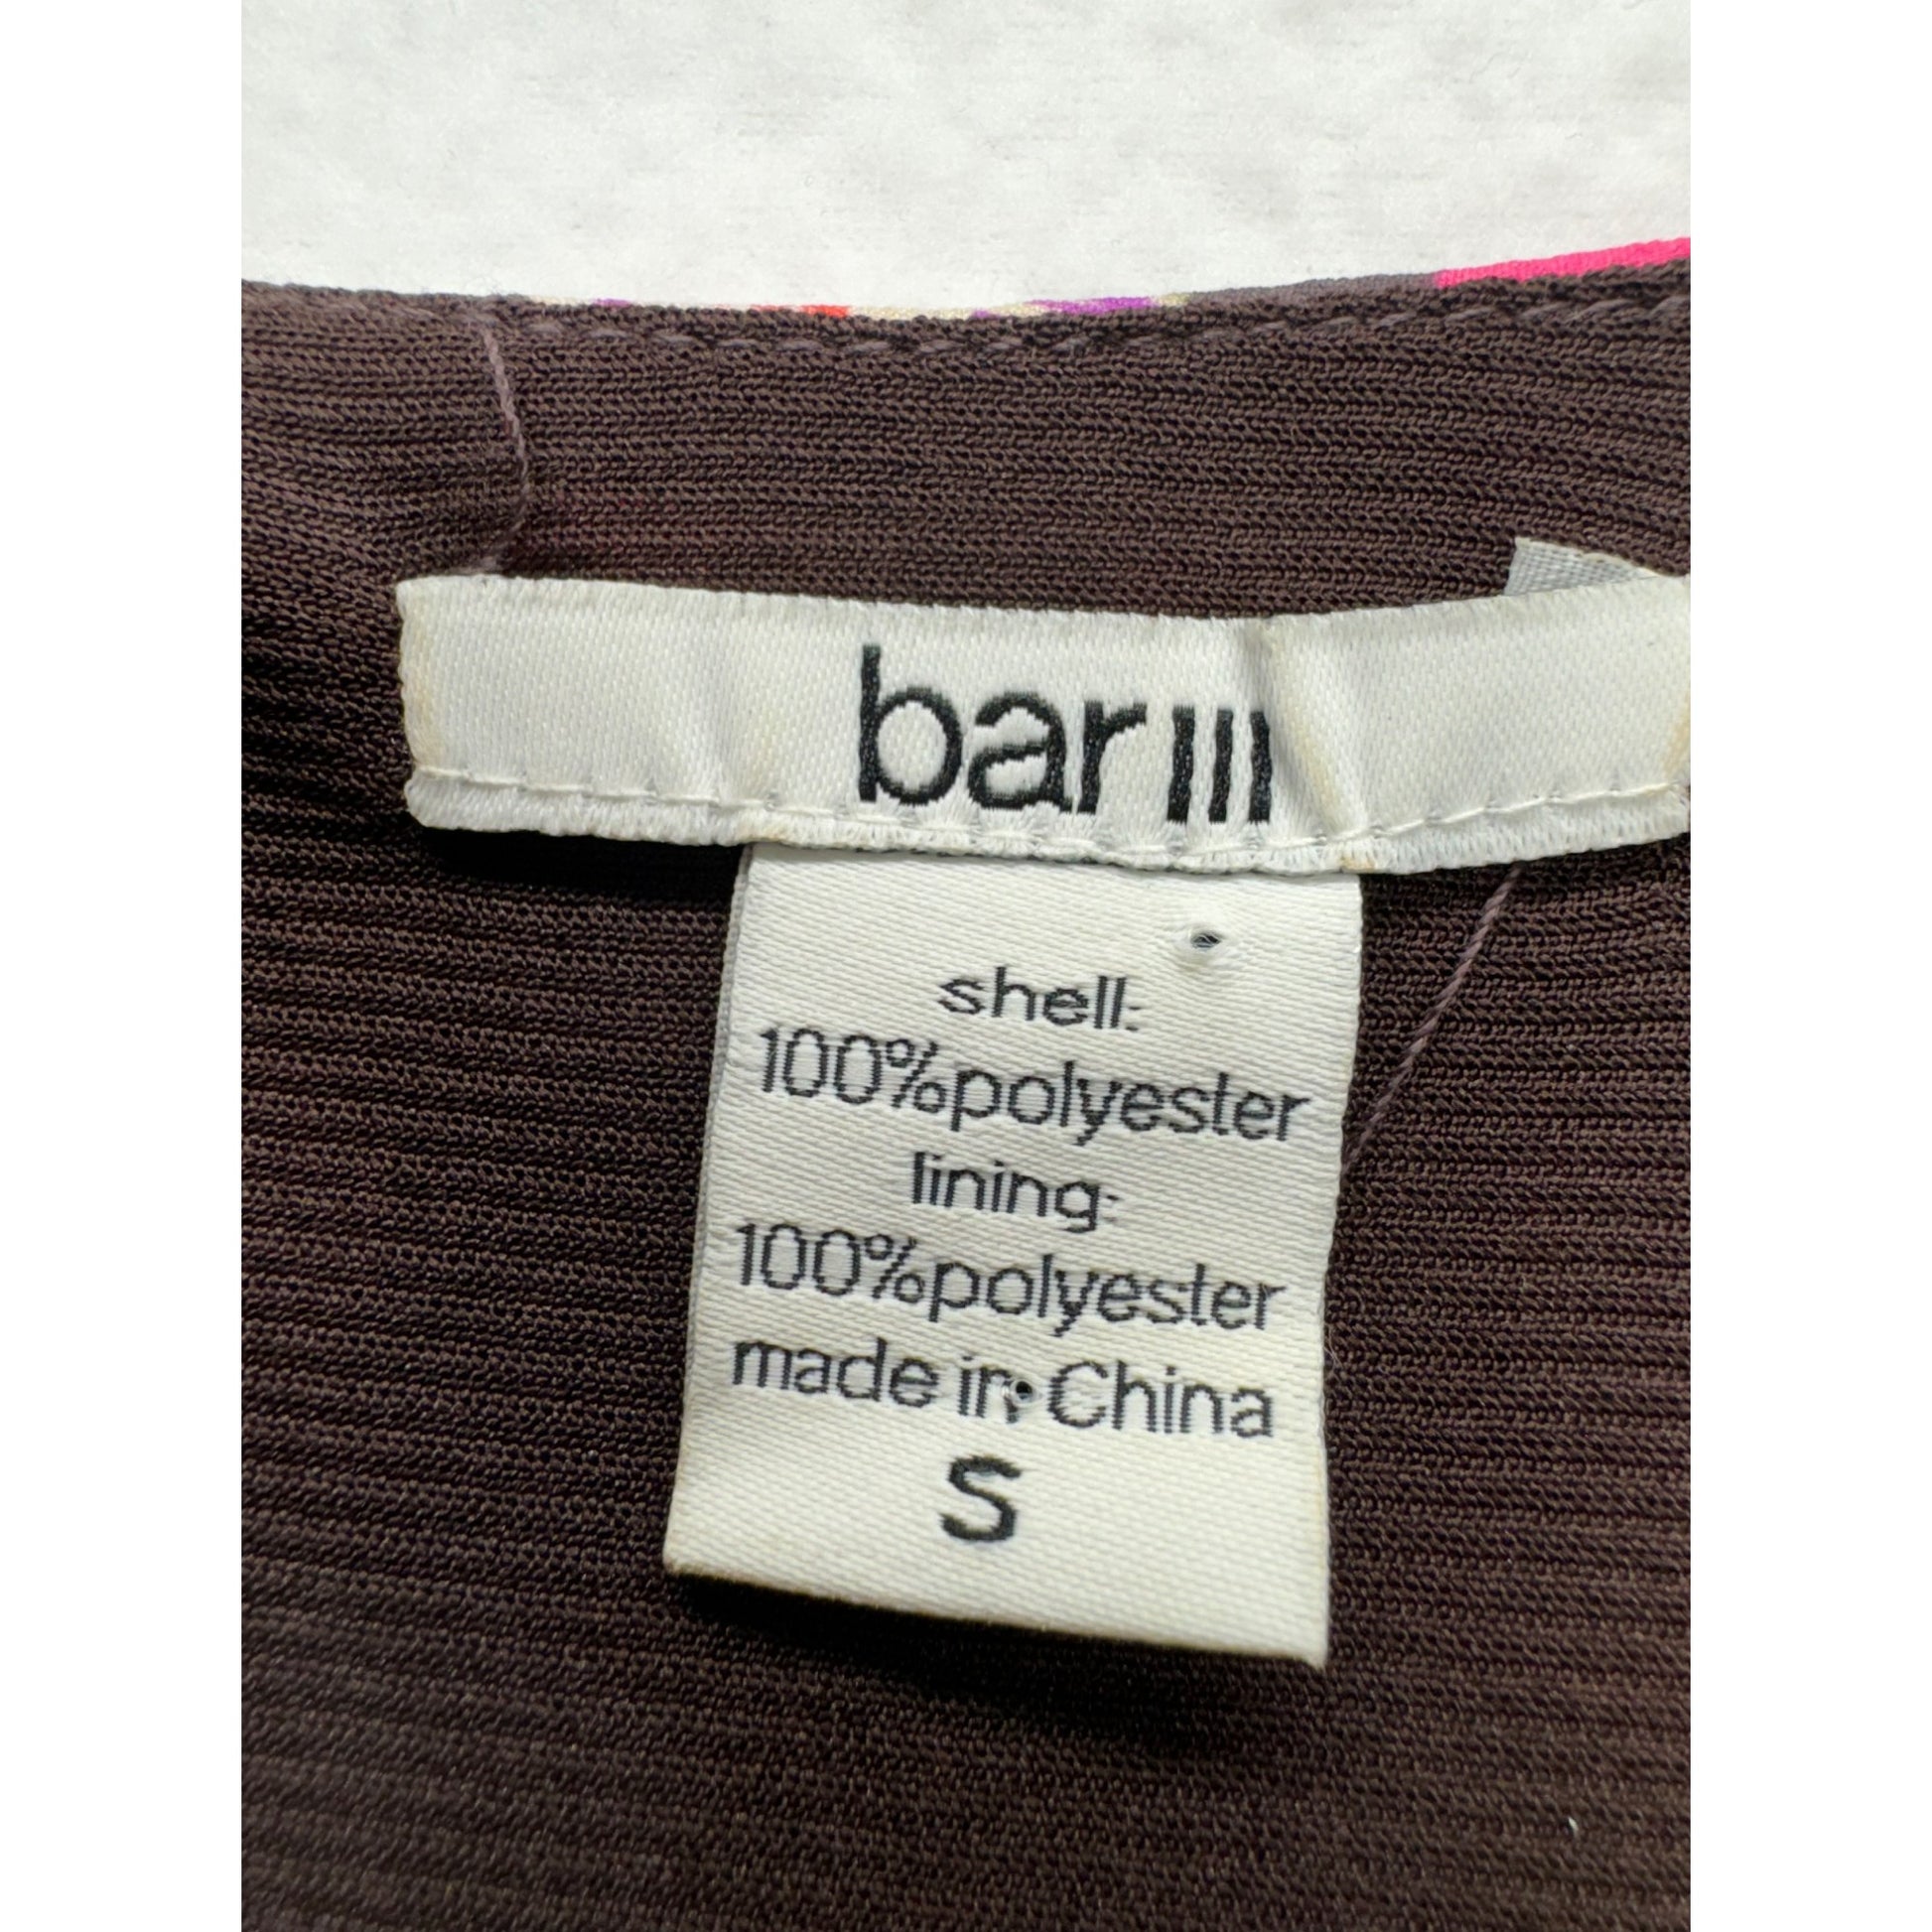 bar III
shell:
100%polyester
lining:
100%polyester
made in China
S